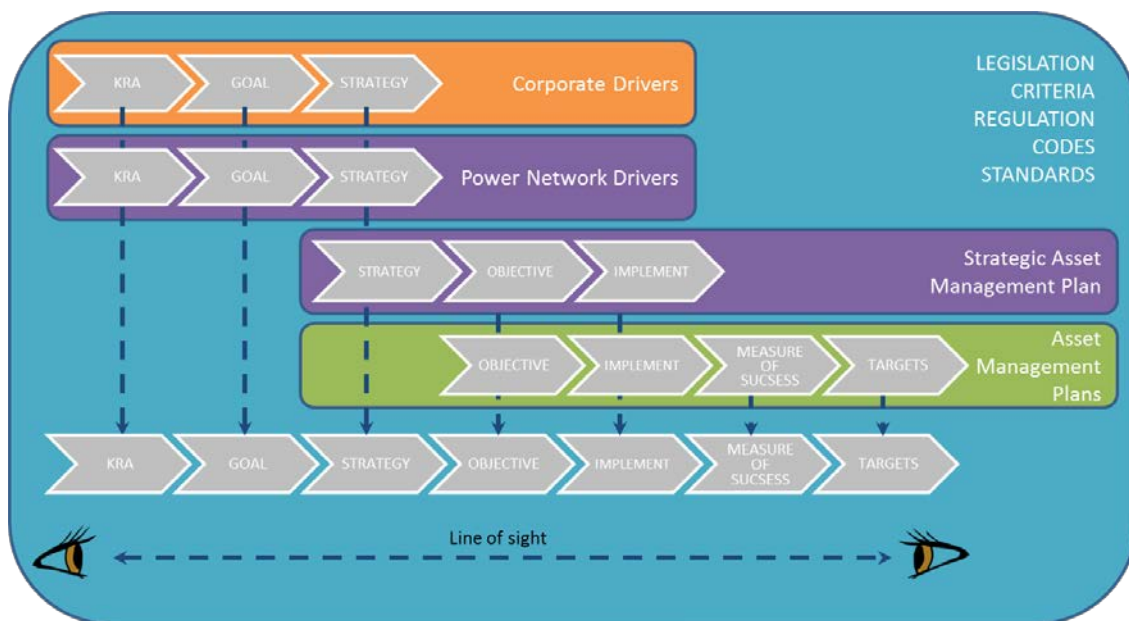 KRA
GOAL
STRATEGY
Corporate Drivers
LEGISLATION
CRITERIA
REGULATION
CODES
STANDARDS
KRA
GOAL
STRATEGY
Power Network Drivers
STRATEGY
OBJECTIVE
IMPLEMENT
Strategic Asset
Management Plan
OBJECTIVE
IMPLEMENT
MEASURE
OF
SUCSESS
TARGETS
Asset
Management
Plans
KRA
GOAL
STRATEGY
OBJECTIVE
IMPLEMENT
MEASURE
OF
SUCSESS
TARGETS
Line of sight